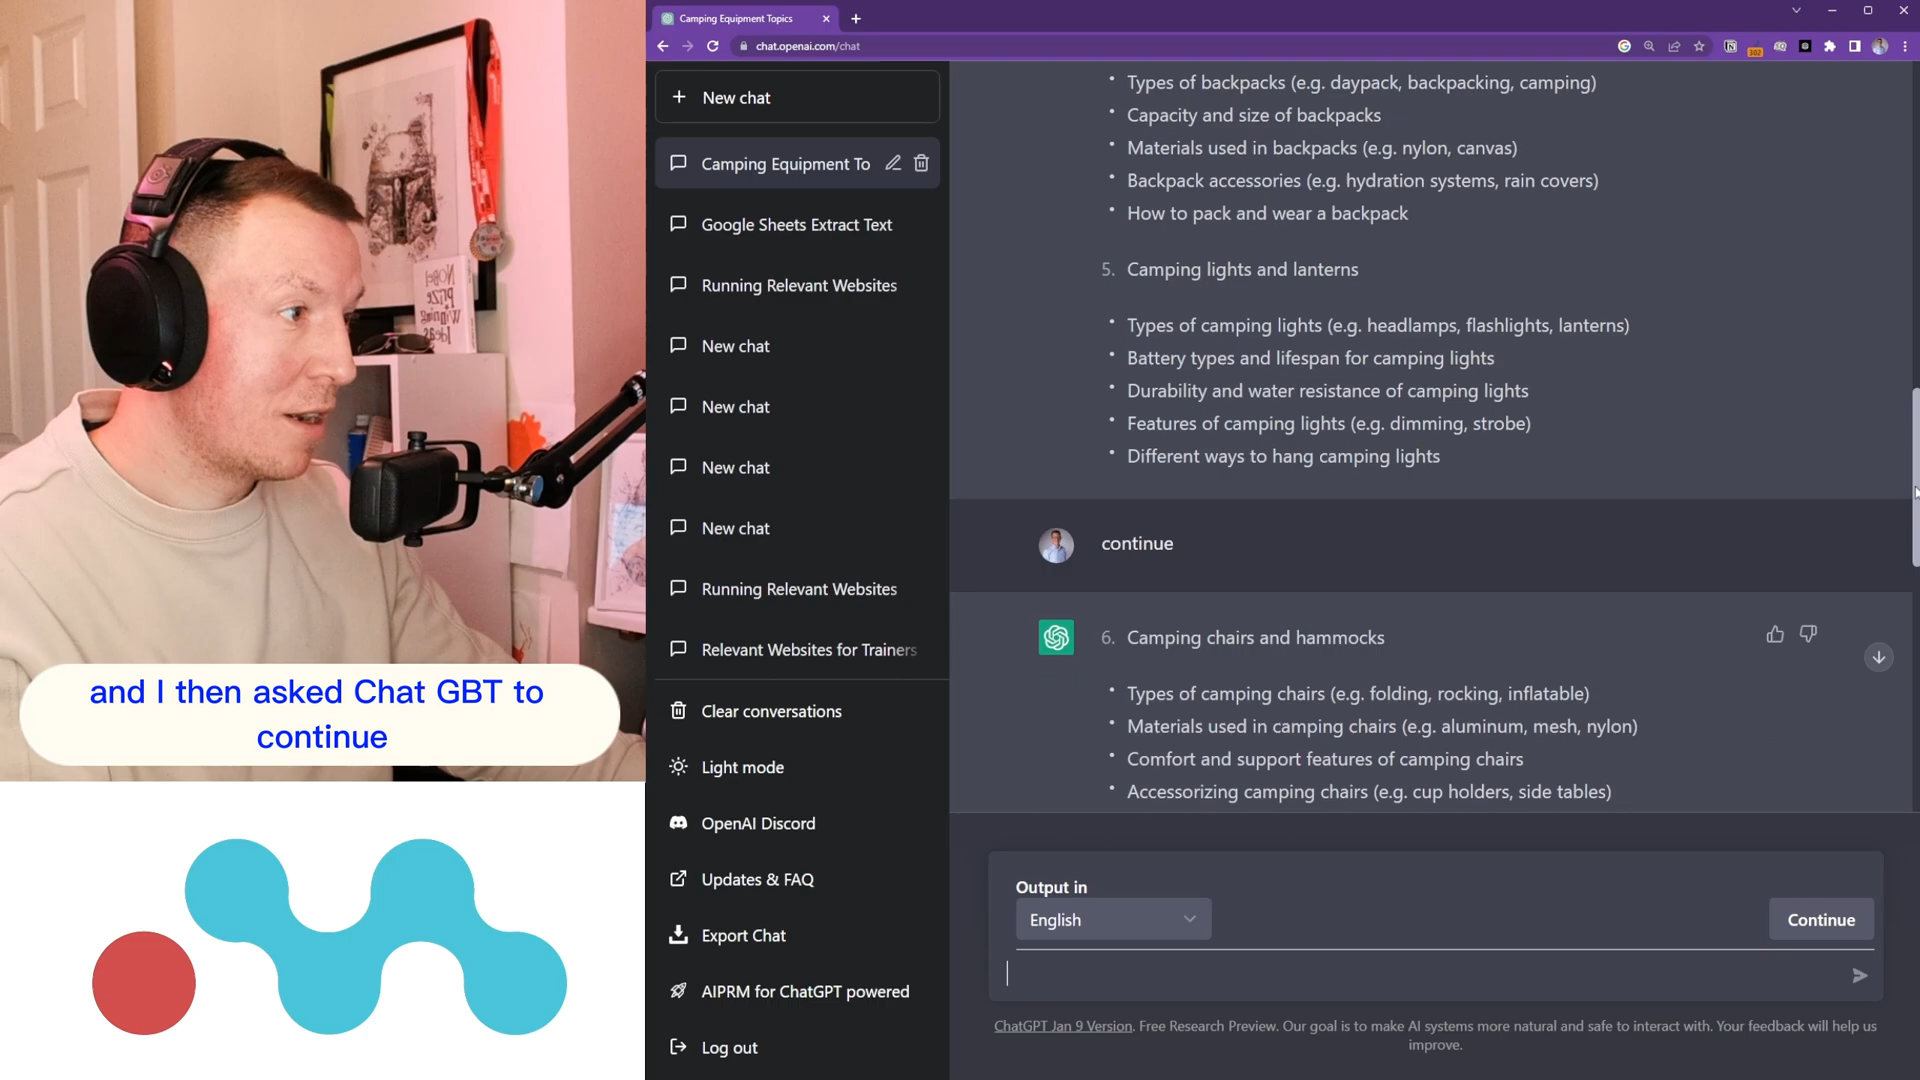 Camping Equipment Topics
chat.openai.com/chat
302
NOBEL
prize
Winning
Ideas
and I then asked Chat GBT to
continue
New chat
Camping Equipment To
Google Sheets Extract Text
Running Relevant Websites
New chat
New chat
New chat
New chat
Running Relevant Websites
Relevant Websites for Trainers
Clear conversations
Light mode
OpenAI Discord
Updates & FAQ
Export Chat
AIPRM for ChatGPT powered
Log out
• Types of backpacks (e.g. daypack, backpacking, camping)
• Capacity and size of backpacks
• Materials used in backpacks (e.g. nylon, canvas)
• Backpack accessories (e.g. hydration systems, rain covers)
• How to pack and wear a backpack
5. Camping lights and lanterns
• Types of camping lights (e.g. headlamps, flashlights, lanterns)
• Battery types and lifespan for camping lights
• Durability and water resistance of camping lights
• Features of camping lights (e.g. dimming, strobe)
• Different ways to hang camping lights
continue
6. Camping chairs and hammocks
• Types of camping chairs (e.g. folding, rocking, inflatable)
• Materials used in camping chairs (e.g. aluminum, mesh, nylon)
• Comfort and support features of camping chairs
• Accessorizing camping chairs (e.g. cup holders, side tables)
Output in
English
Continue
ChatGPT Jan 9 Version. Free Research Preview. Our goal is to make AI systems more natural and safe to interact with. Your feedback will help us
improve.